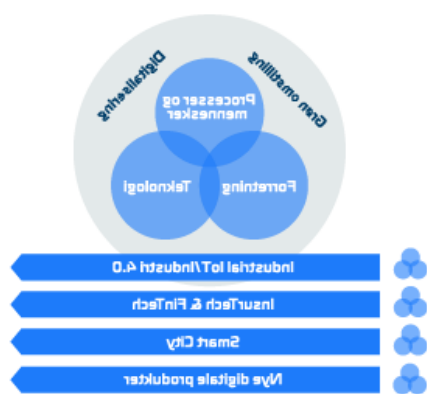 Digitalisering
Grøn omstilling
Processer og
mennesker
Teknologi
Forretning
Industrial IoT/Industri 4.0
InsurTech & FinTech
Smart City
Nye digitale produkter